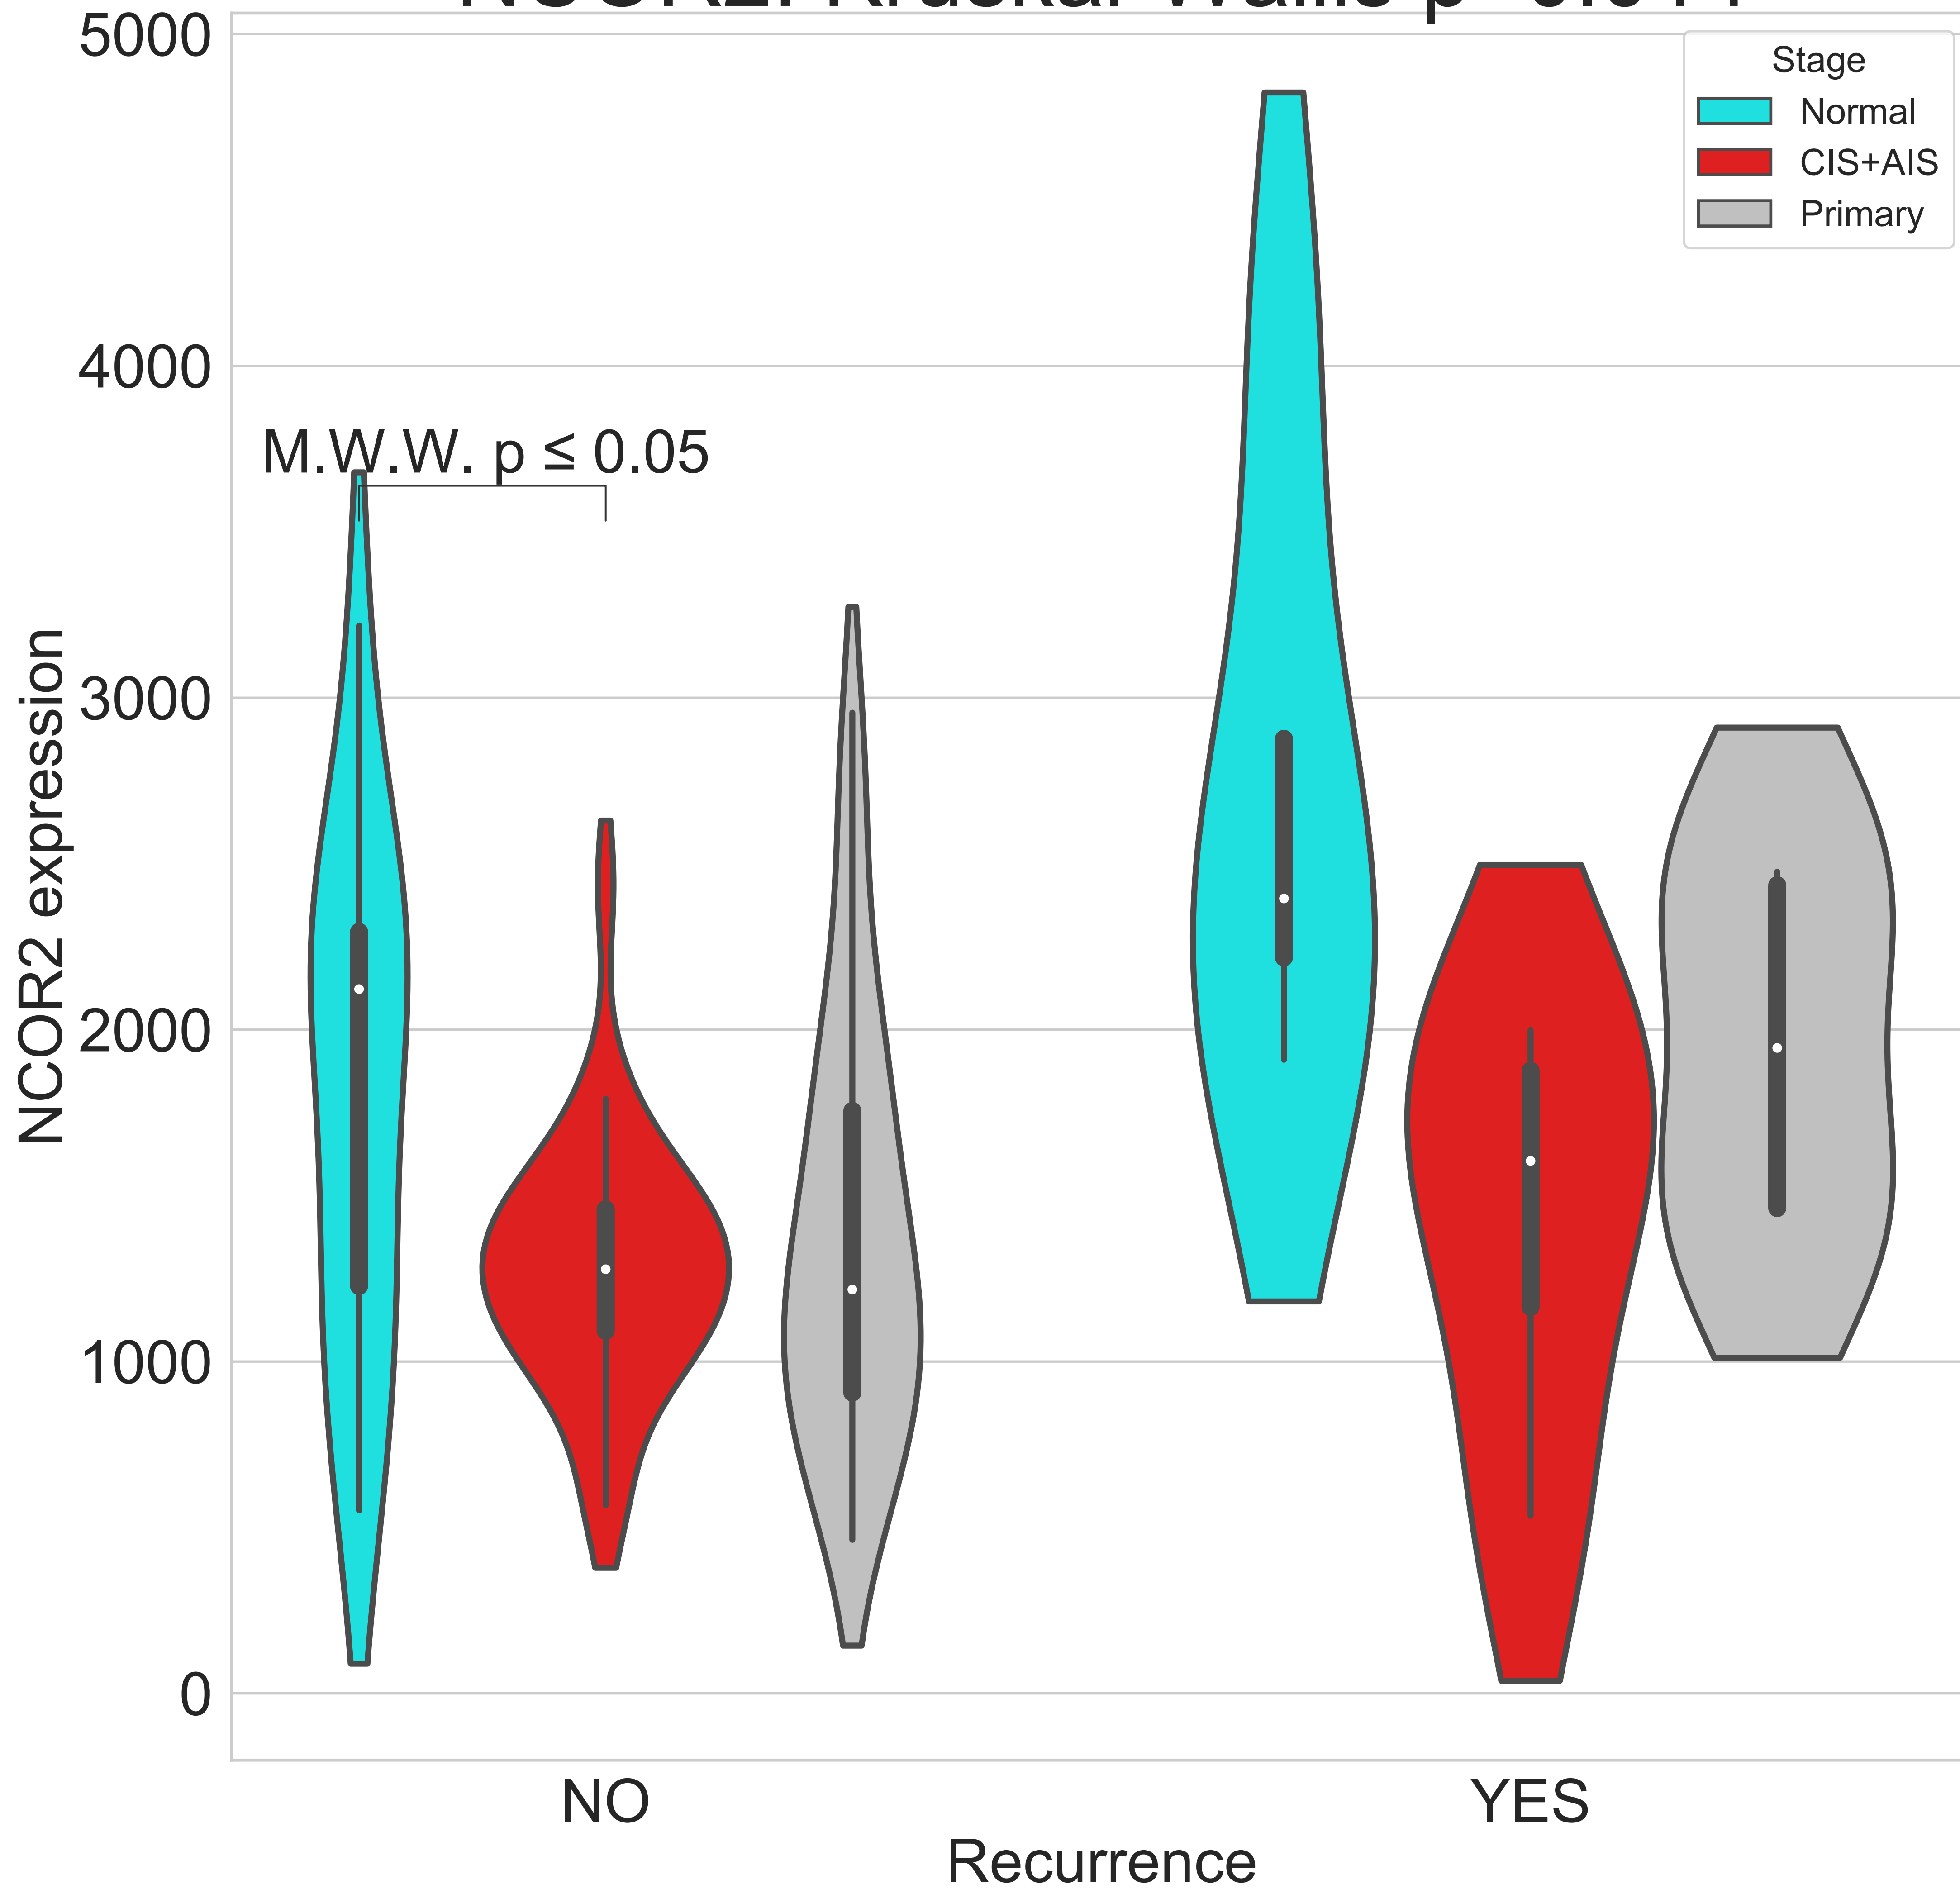 5000
4000
3000
2000
1000
0
NCOR2 expression
M.W.W. p ≤ 0.05
Stage
Normal
CIS+AIS
Primary
NO
YES
Recurrence